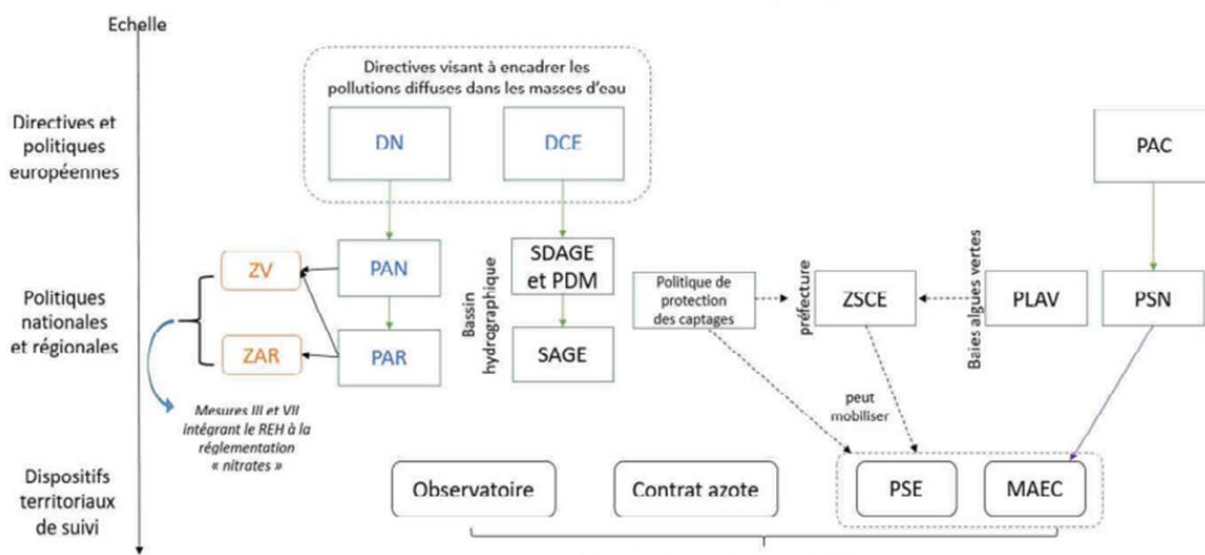 Echelle
Directives visant à encadrer les
pollutions diffuses dans les masses d'eau
Directives et
politiques
européennes
DN
DCE
PAC
ZV
PAN
SDAGE
et PDM
Bassin
hydrographique
Politique de
protection
des captages
préfecture
ZSCE
Baies algues vertes
PLAV
PSN
Politiques
nationales
et régionales
ZAR
PAR
SAGE
Mesures III et VII
intégrant le REH à la
réglementation
« nitrates »
peut
mobiliser
Dispositifs
territoriaux
de suivi
Observatoire
Contrat azote
PSE
MAEC